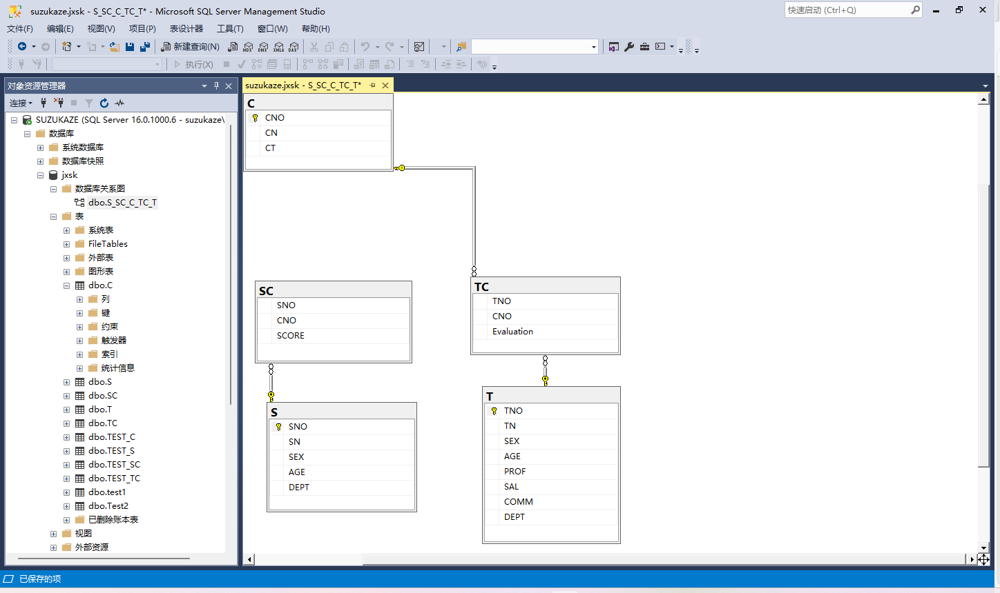 suzukaze.jxsk - S_SC_C_TC_T* - Microsoft SQL Server Management Studio
快速启动 (Ctrl+Q)
文件(F) 编辑(E) 视图(V) 项目(P) 表设计器 工具(T) 窗口(W) 帮助(H)
新建查询(N) MDX DMX XMLA DAX
执行(X)
对象资源管理器
连接
SUZUKAZE (SQL Server 16.0.1000.6 - suzukaze\
数据库
系统数据库
数据库快照
jxsk
数据库关系图
dbo.S_SC_C_TC_T
表
系统表
FileTables
外部表
图形表
dbo.C
列
键
约束
触发器
索引
统计信息
dbo.S
dbo.SC
dbo.T
dbo.TC
dbo.TEST_C
dbo.TEST_S
dbo.TEST_SC
dbo.TEST_TC
dbo.test1
dbo.Test2
已删除账本表
视图
外部资源
suzukaze.jxsk - S_SC_C_TC_T*
C
CNO
CN
CT
SC
SNO
CNO
SCORE
TC
TNO
CNO
Evaluation
S
SNO
SN
SEX
AGE
DEPT
T
TNO
TN
SEX
AGE
PROF
SAL
COMM
DEPT
已保存的项